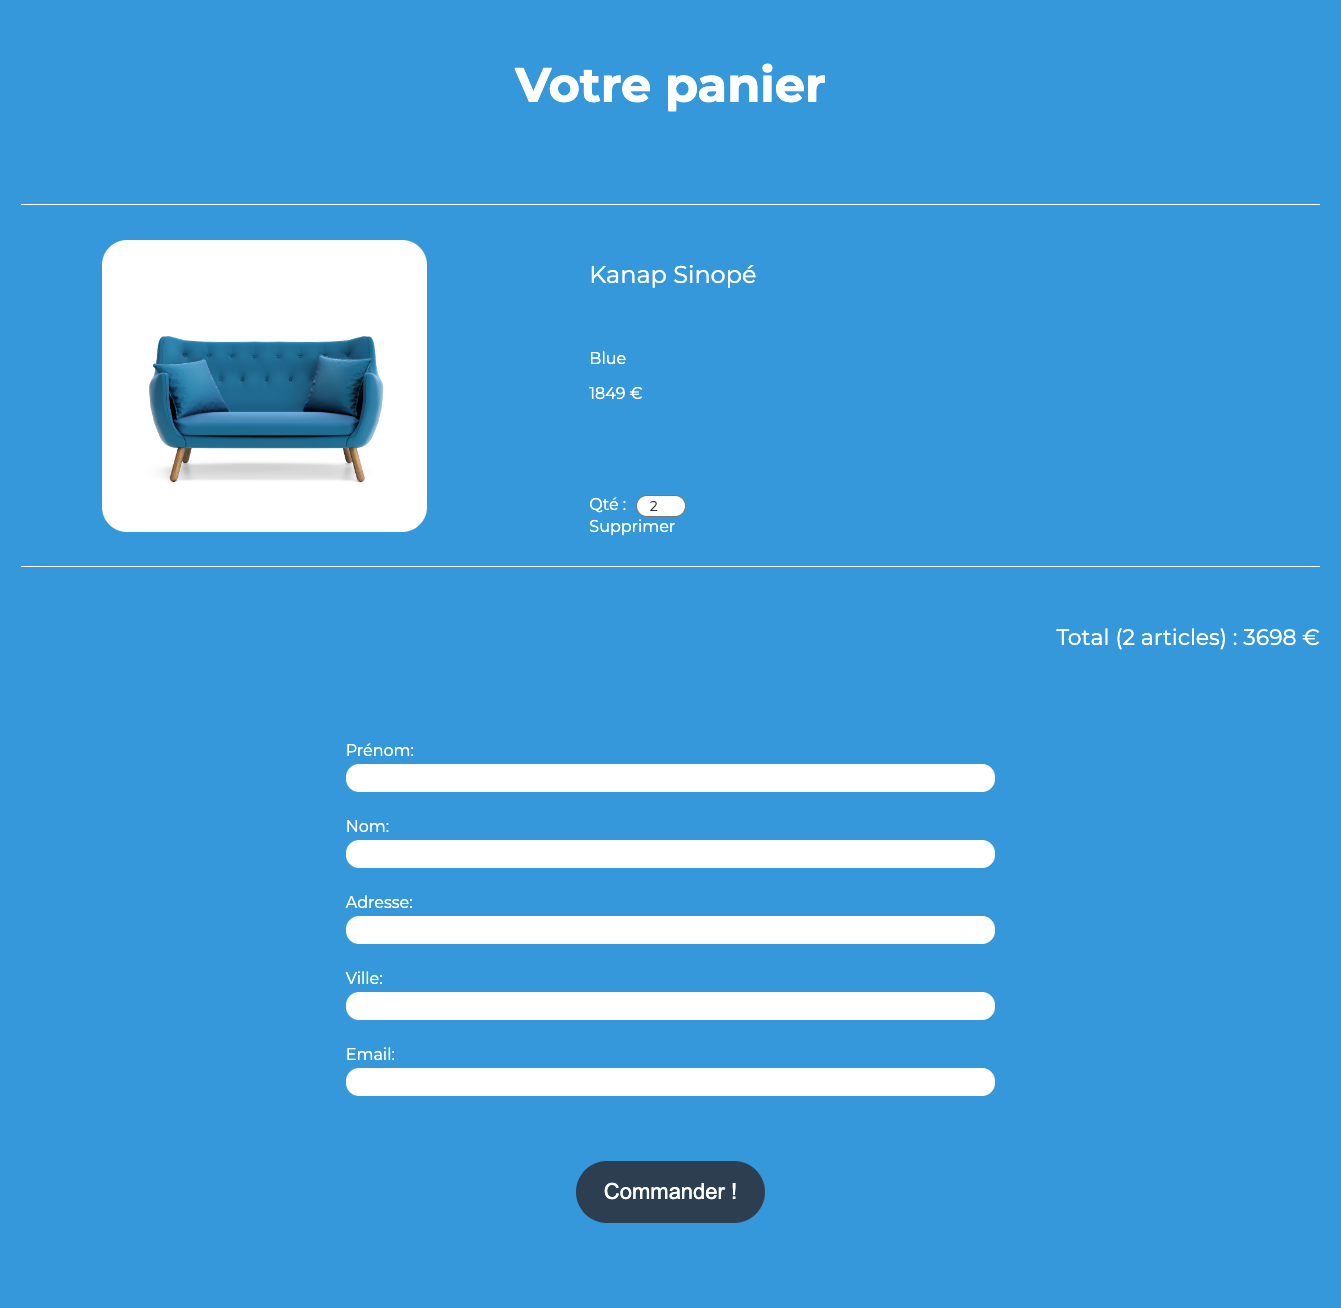 Votre panier
Kanap Sinopé
Blue
1849 €
Qté : 2
Supprimer
Total (2 articles) : 3698 €
Prénom:
Nom:
Adresse:
Ville:
Email:
Commander !